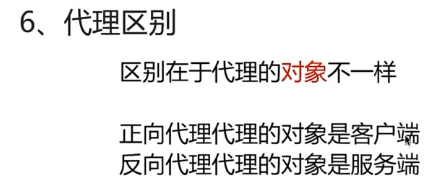 6、代理区别
区别在于代理的对象不一样
正向代理代理的对象是客户端
反向代理代理的对象是服务端